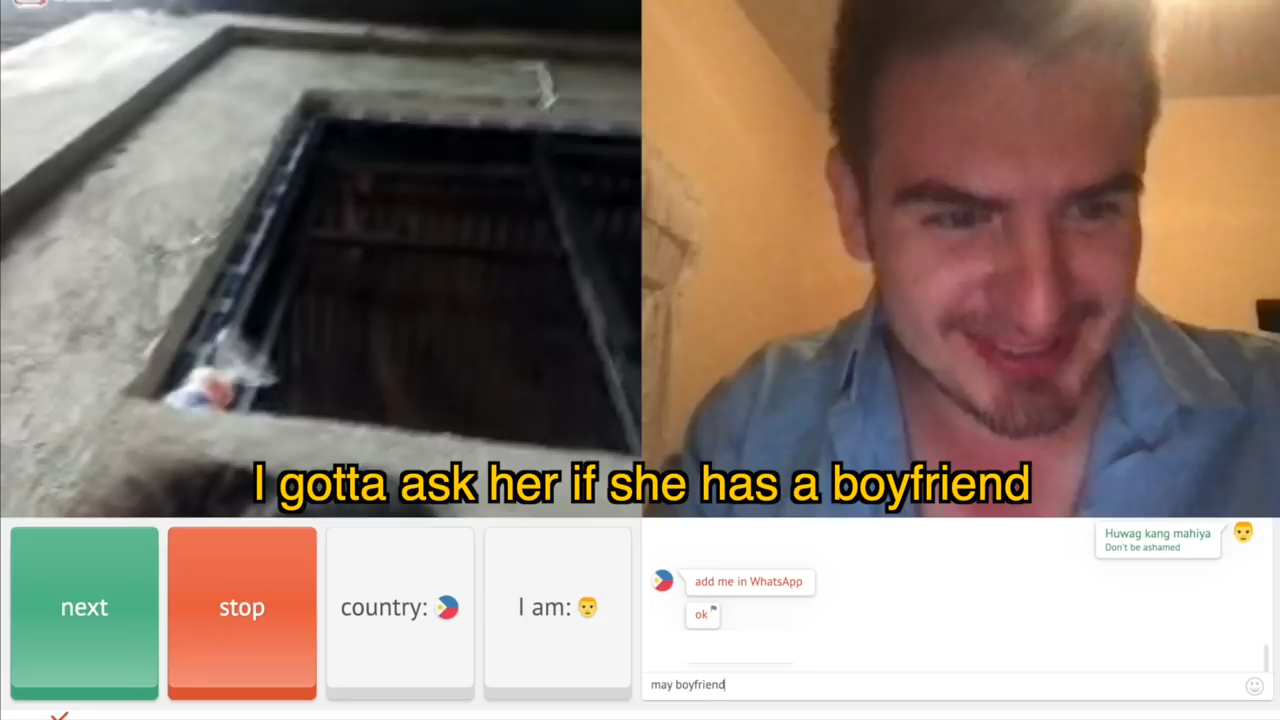 I gotta ask her if she has a boyfriend
next
stop
country:
I am:
Huwag kang mahiya
Don't be ashamed
add me in WhatsApp
ok
may boyfriend